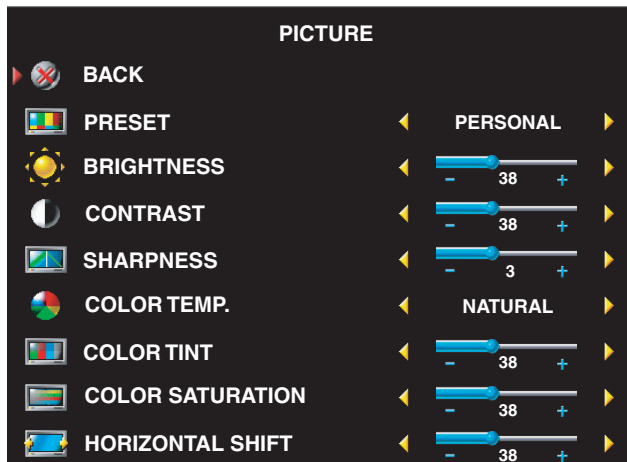 PICTURE
BACK
PRESET PERSONAL
BRIGHTNESS
- 38 +
CONTRAST
- 38 +
SHARPNESS
- 3 +
COLOR TEMP. NATURAL
COLOR TINT
- 38 +
COLOR SATURATION
- 38 +
HORIZONTAL SHIFT
- 38 +